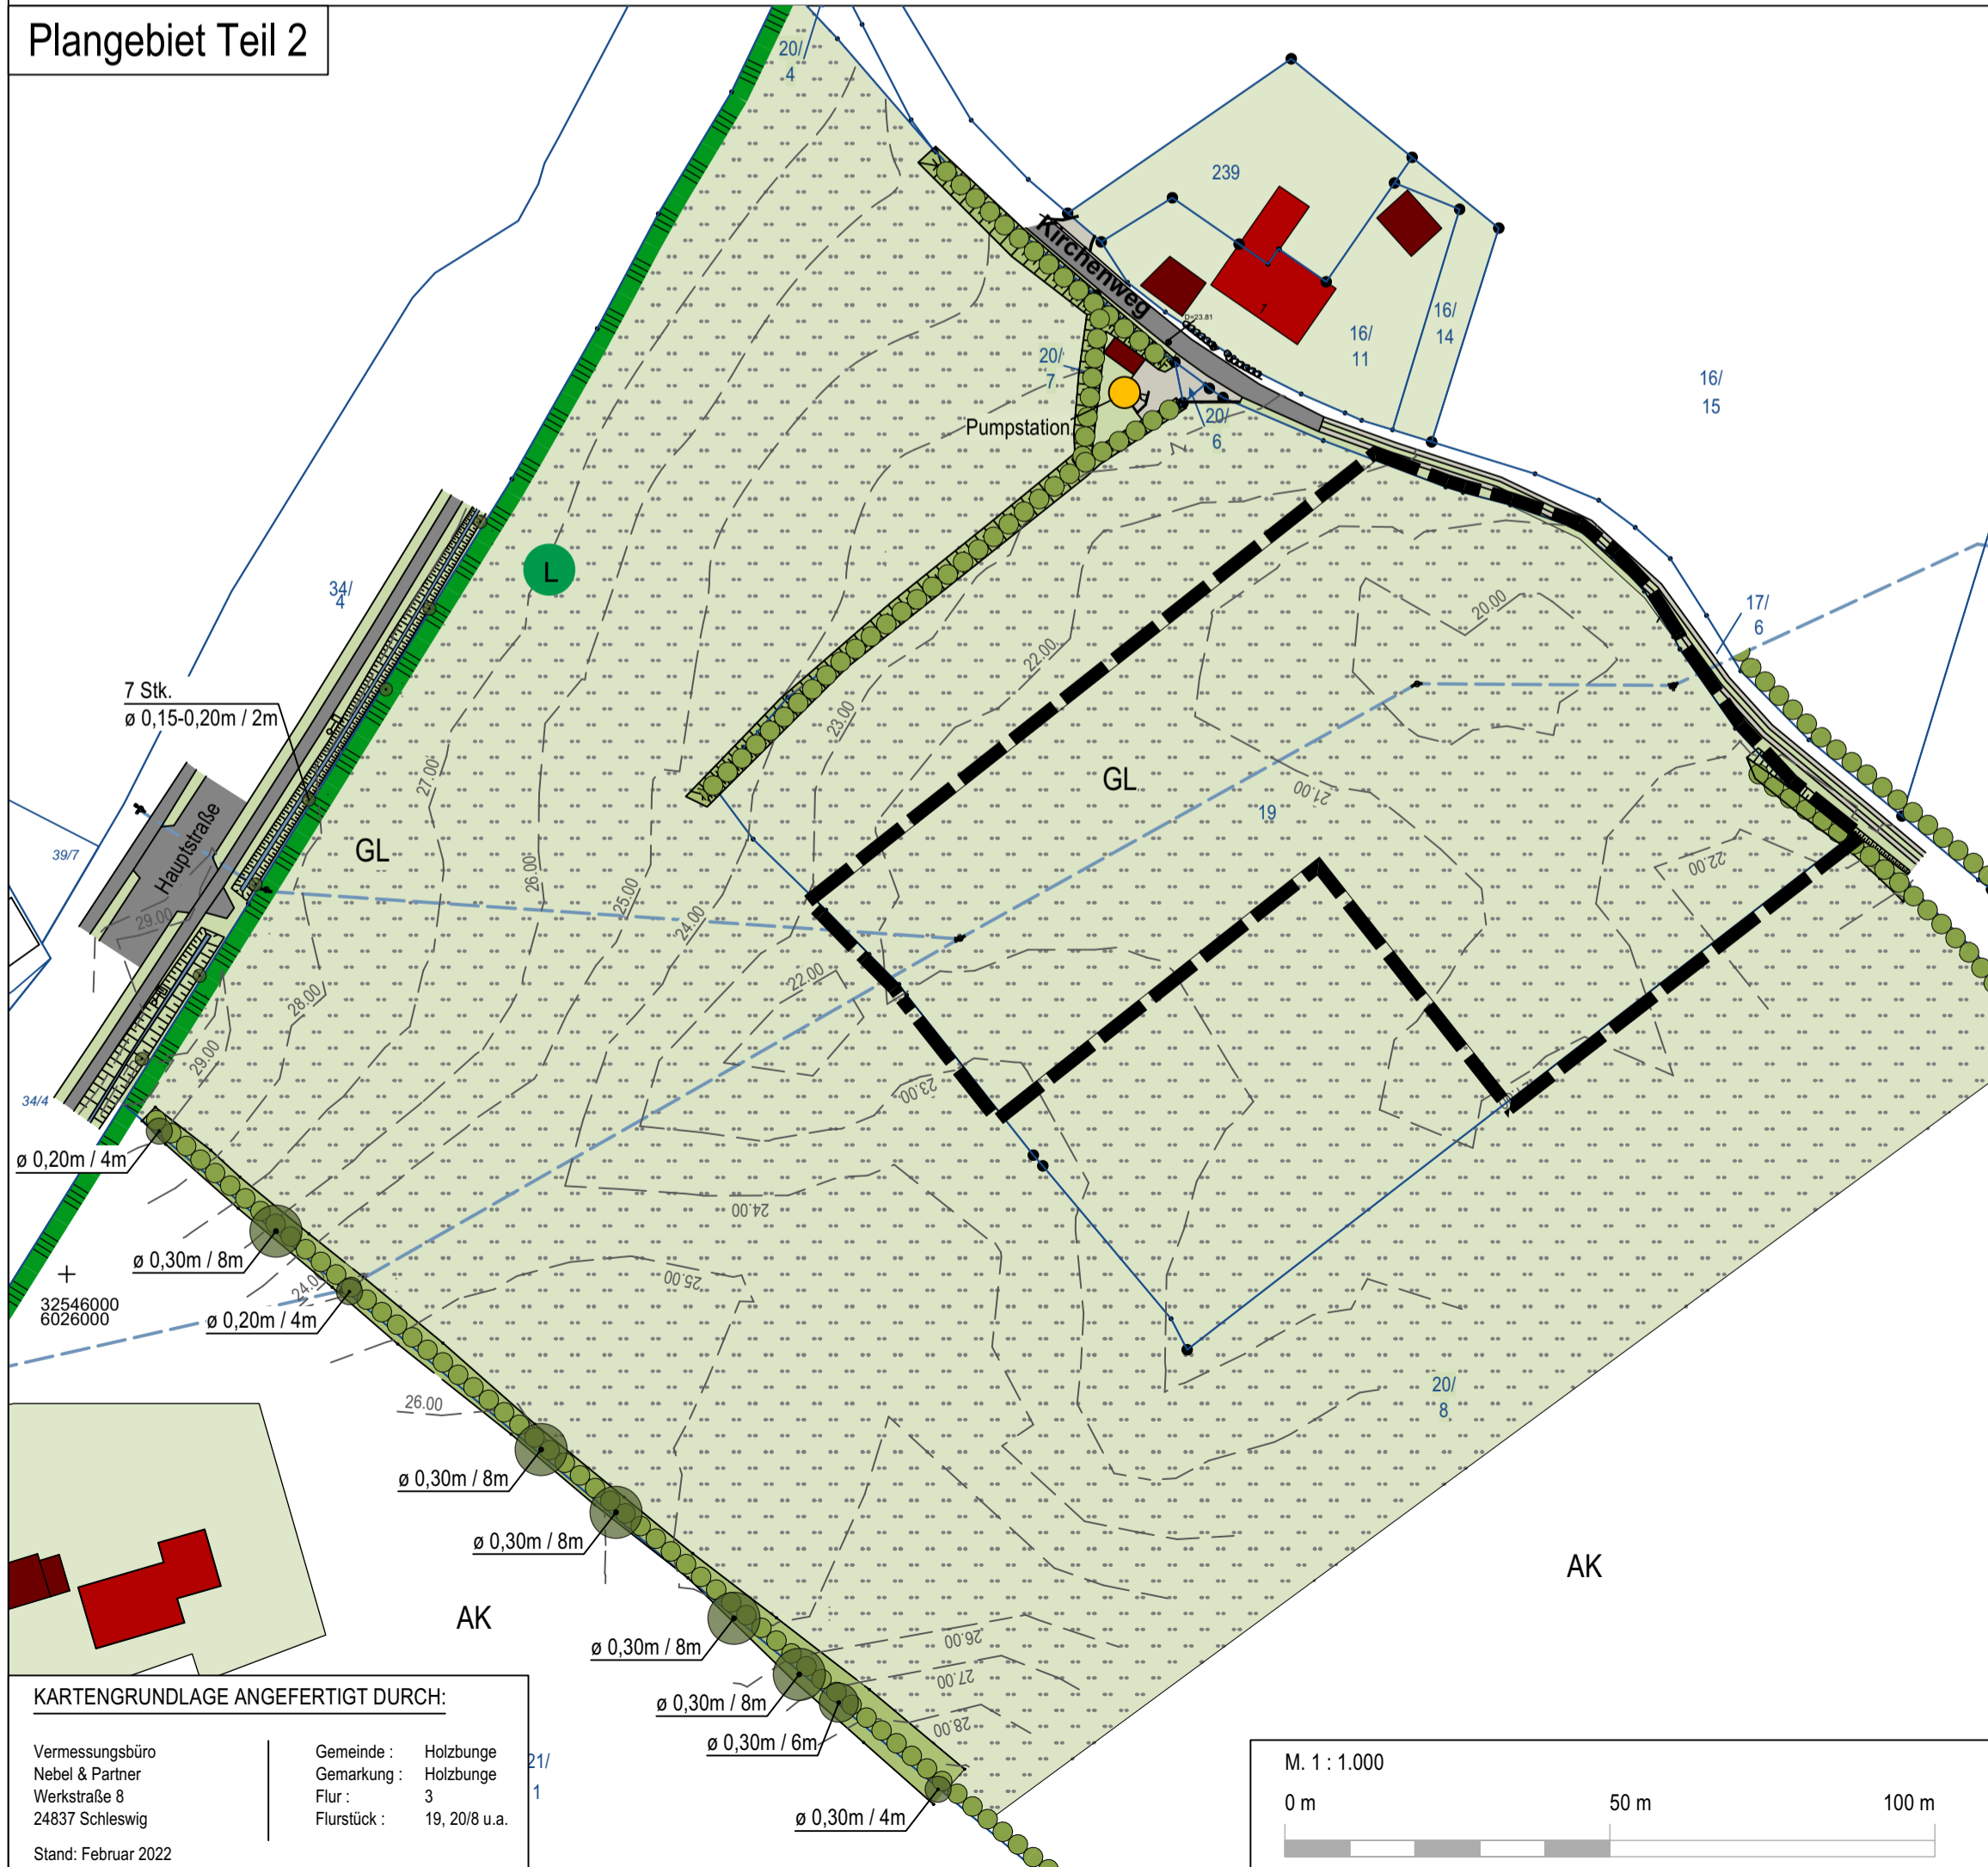 Plangebiet Teil 2
20/
4
239
Kirchenweg
D=23.81
1
16/
14
16/
11
16/
15
20/
7
Pumpstation
20/
6
L
34/
4
20.00
17/
6
22.00
7 Stk.
ø 0,15-0,20m / 2m
23.00
27.00
GL
21.00
19
Hauptstraße
39/7
GL
26.00
25.00
22.00
29.00
24.00
22.00
28.00
29.00
23.00
34/4
ø 0,20m / 4m
24.00
ø 0,30m / 8m
25.00
32546000
6026000
ø 0,20m / 4m
20/
8
26.00
ø 0,30m / 8m
ø 0,30m / 8m
AK
AK
ø 0,30m / 8m
26.00
27.00
ø 0,30m / 8m
28.00
ø 0,30m / 6m
ø 0,30m / 4m
21/
1
KARTENGRUNDLAGE ANGEFERTIGT DURCH:
Vermessungsbüro
Nebel & Partner
Werkstraße 8
24837 Schleswig
Stand: Februar 2022
Gemeinde : Holzbunge
Gemarkung : Holzbunge
Flur : 3
Flurstück : 19, 20/8 u.a.
M. 1 : 1.000
0 m 50 m 100 m